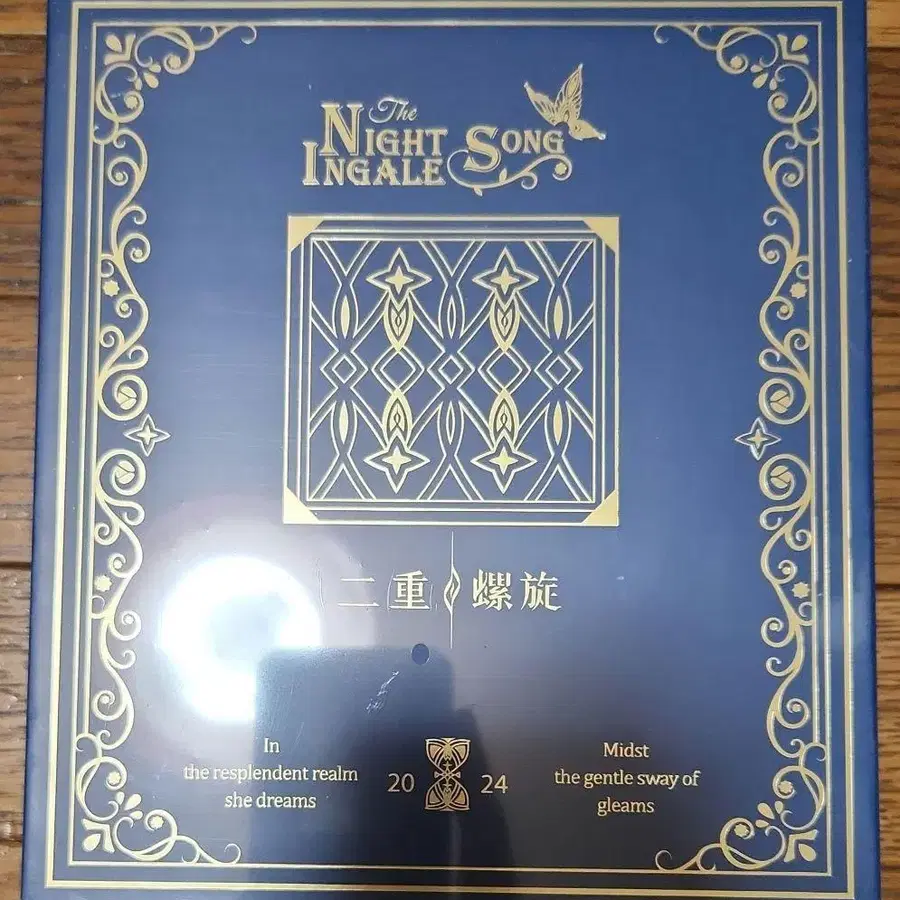 The
NIGHT
INGALE SONG
二重螺旋
In
the resplendent realm
she dreams
20 24
Midst
the gentle sway of
gleams